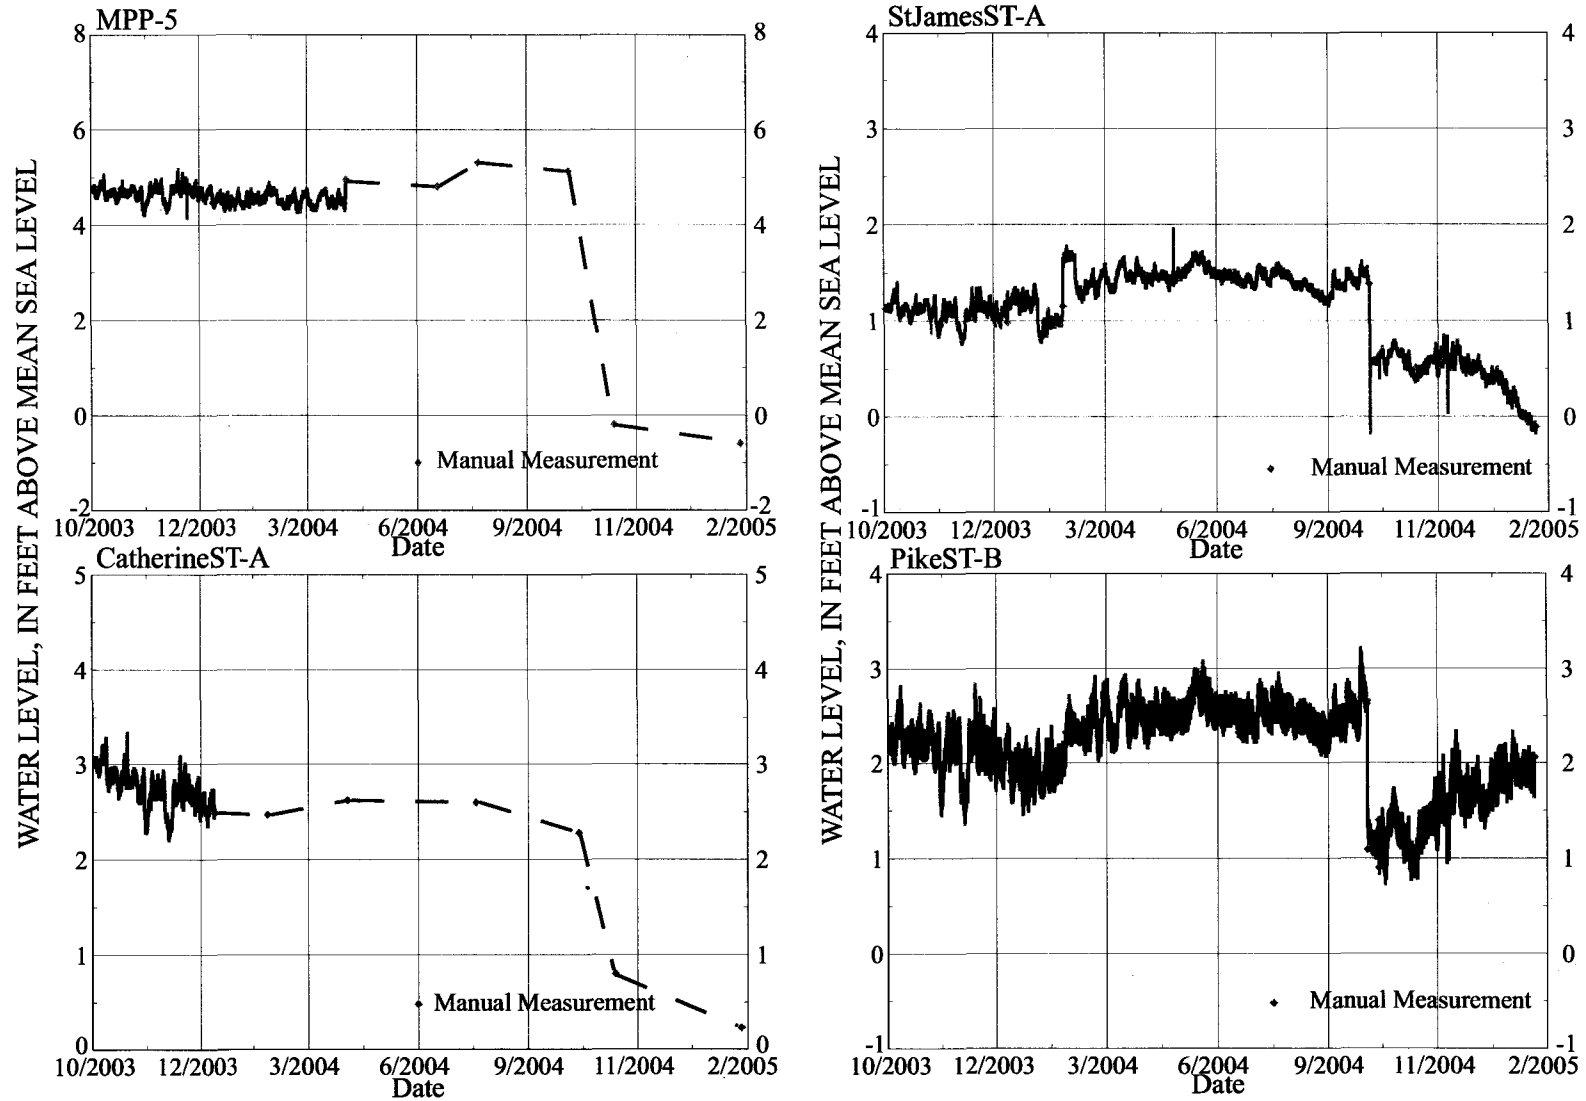 MPP-5
8 8
6 6
4 4
2 2
0 0
Manual Measurement
-2 -2
10/2003 12/2003 3/2004 6/2004 9/2004 11/2004 2/2005
Date
WATER LEVEL, IN FEET ABOVE MEAN SEA LEVEL
StJamesST-A
4 4
3 3
2 2
1 1
0 0
Manual Measurement
-1 -1
10/2003 12/2003 3/2004 6/2004 9/2004 11/2004 2/2005
Date
WATER LEVEL, IN FEET ABOVE MEAN SEA LEVEL
CatherineST-A
5 5
4 4
3 3
2 2
1 1
Manual Measurement
0 0
10/2003 12/2003 3/2004 6/2004 9/2004 11/2004 2/2005
Date
PikeST-B
4 4
3 3
2 2
1 1
0 0
Manual Measurement
-1 -1
10/2003 12/2003 3/2004 6/2004 9/2004 11/2004 2/2005
Date